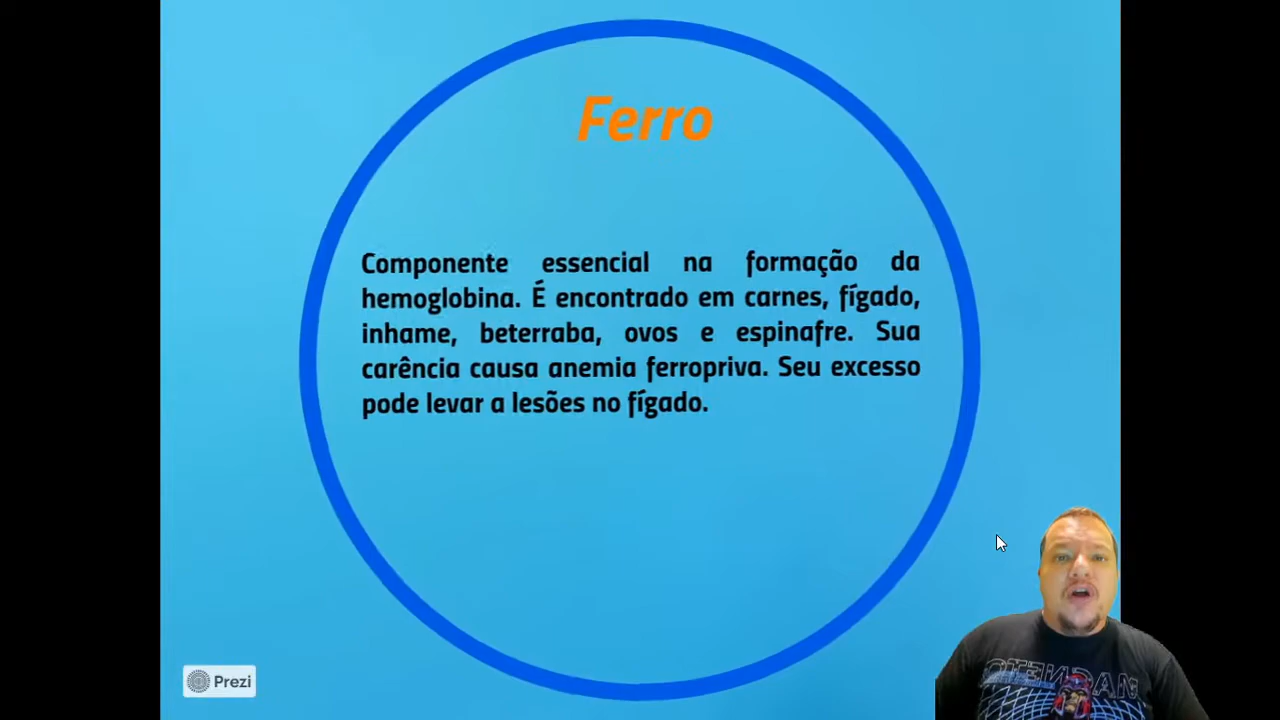 Ferro
Componente essencial na formação da
hemoglobina. É encontrado em carnes, fígado,
inhame, beterraba, ovos e espinafre. Sua
carência causa anemia ferropriva. Seu excesso
pode levar a lesões no fígado.
Prezi
MAGNETO